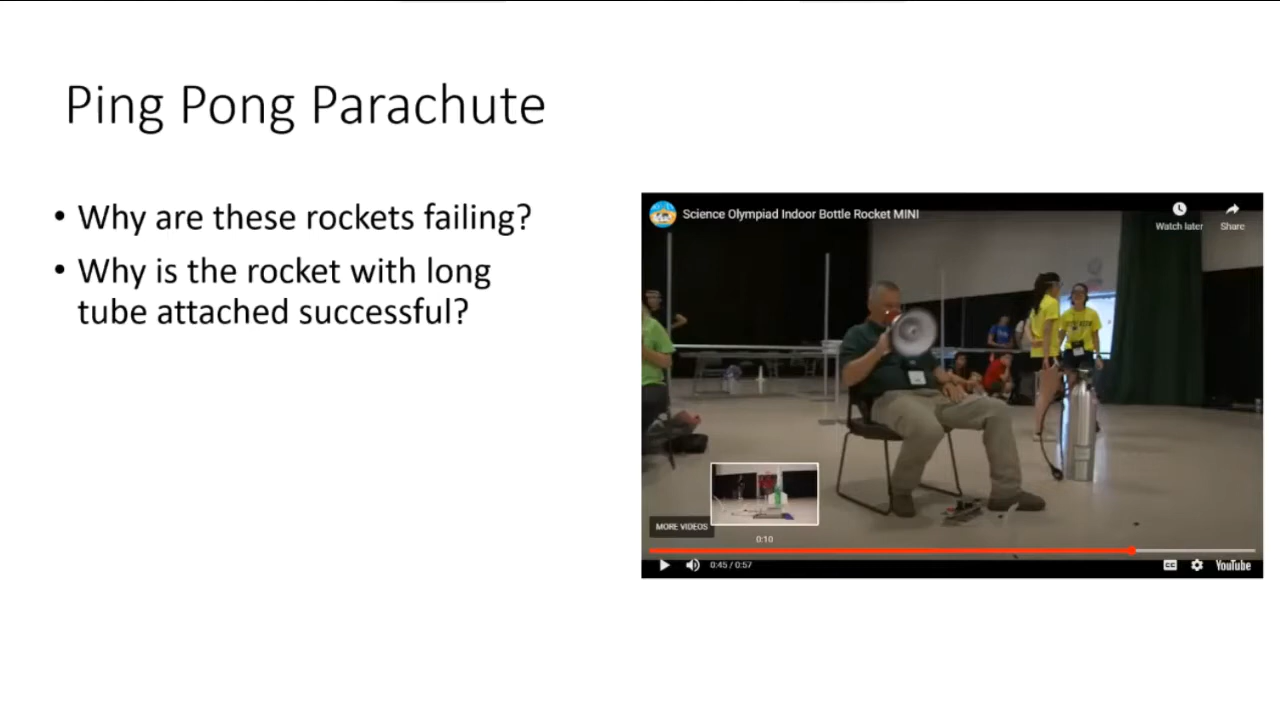 Ping Pong Parachute
• Why are these rockets failing?
• Why is the rocket with long
tube attached successful?
Science Olympiad Indoor Bottle Rocket MINI
Watch later
Share
MORE VIDEOS
0:10
0:45 / 0:57
CC
YouTube